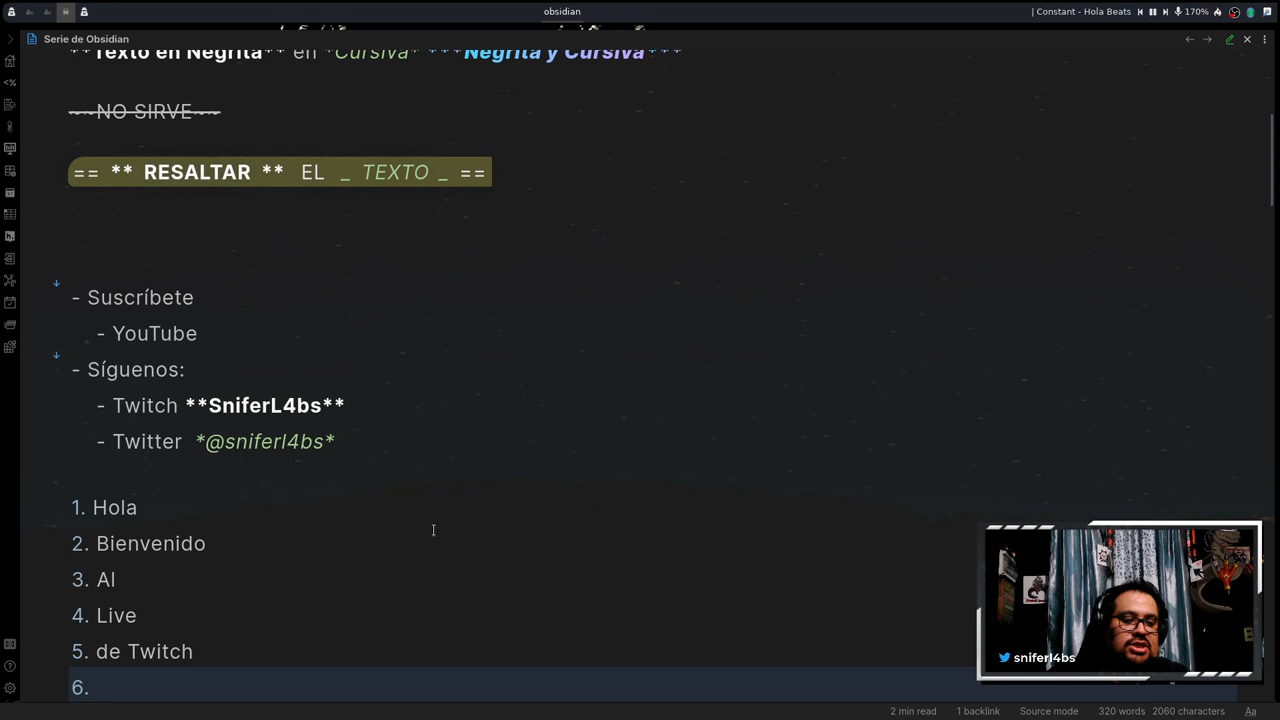 obsidian
| Constant - Hola Beats
170%
Serie de Obsidian
**Texto en Negrita** en *Cursiva* ***Negrita y Cursiva***
~~NO SIRVE~~
== ** RESALTAR ** EL _ TEXTO _ ==
- Suscríbete
- YouTube
- Síguenos:
- Twitch **SniferL4bs**
- Twitter *@sniferl4bs*
1. Hola
2. Bienvenido
3. Al
4. Live
5. de Twitch
6.
sniferl4bs
2 min read 1 backlink Source mode 320 words 2060 characters Aa